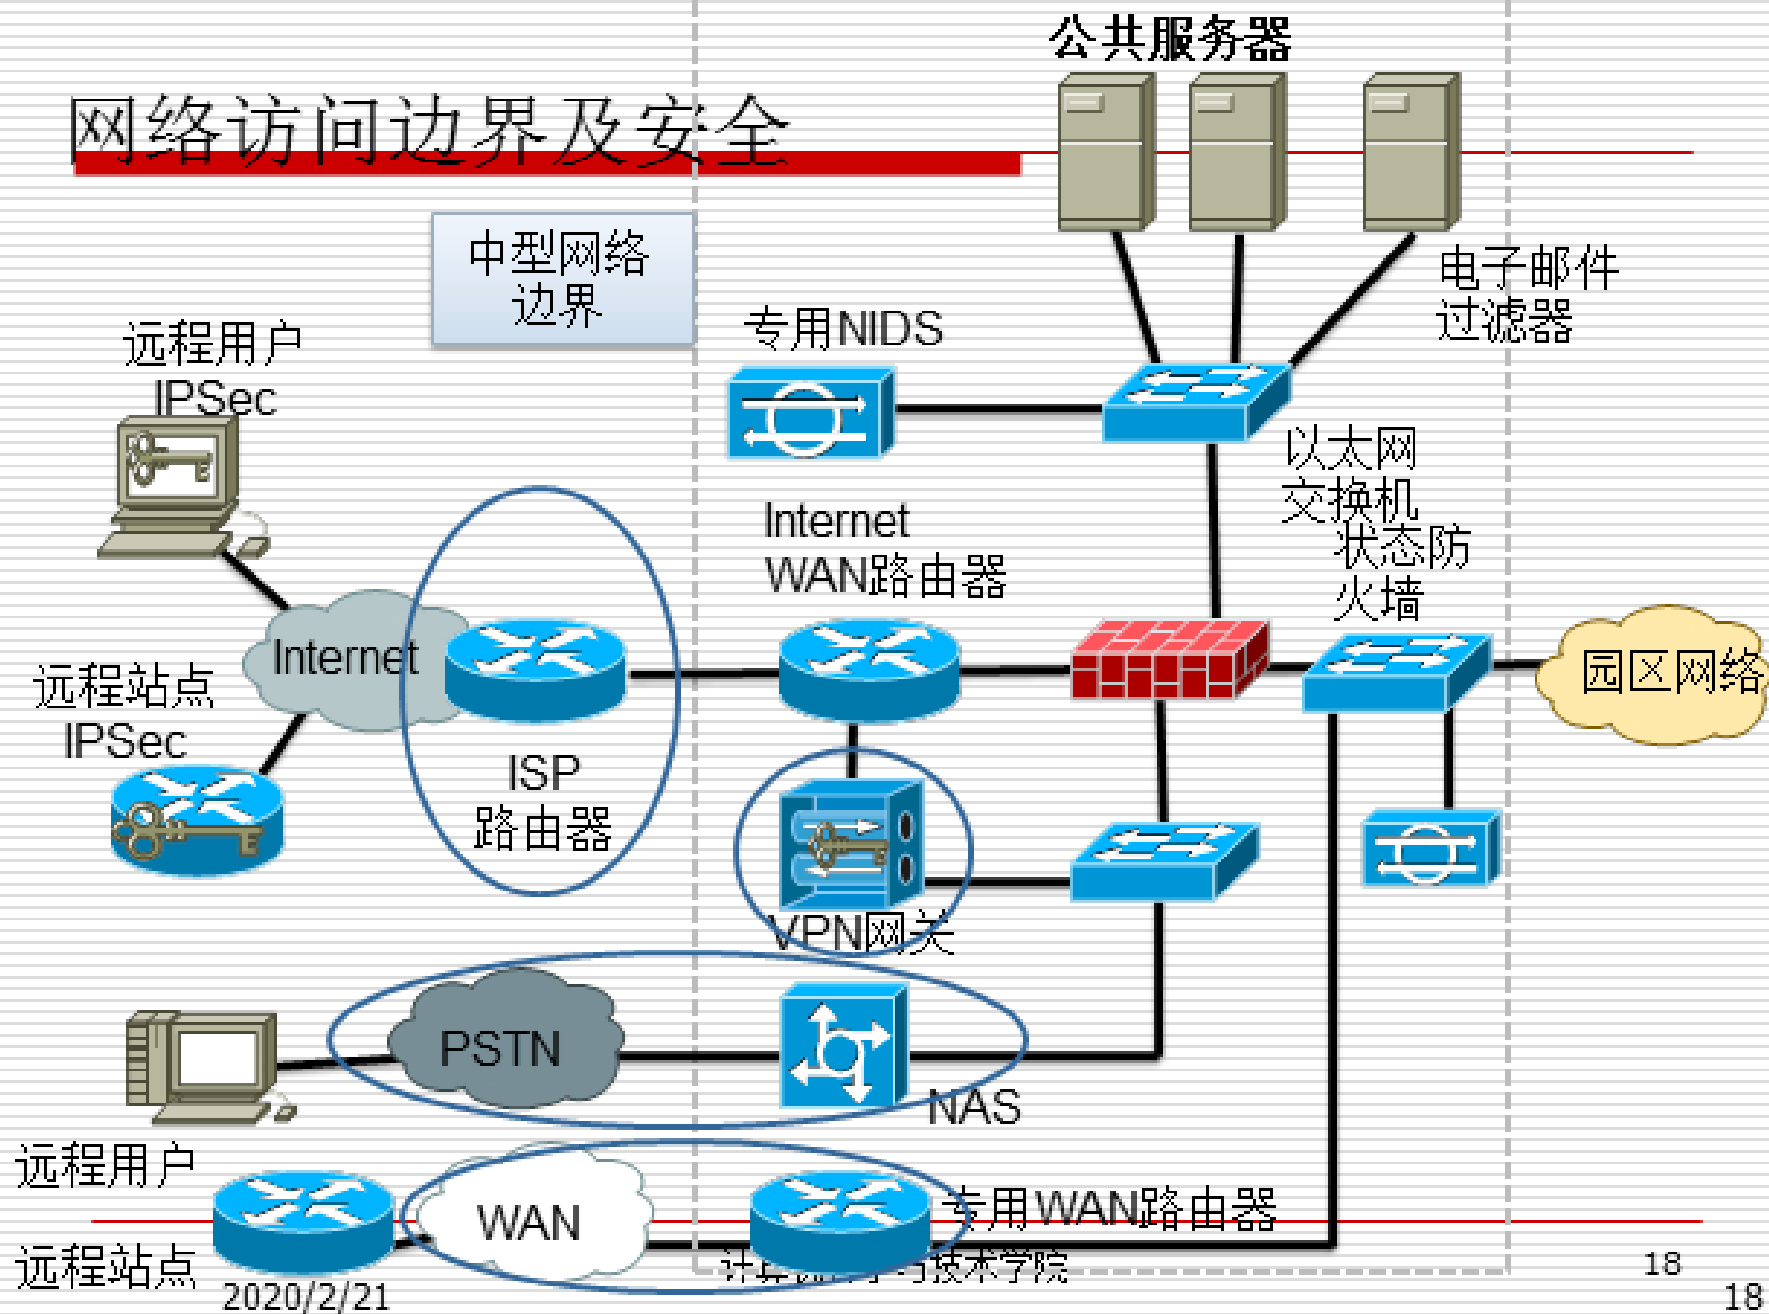 公共服务器
网络访问边界及安全
中型网络
边界
电子邮件
过滤器
专用NIDS
远程用户
IPSec
以太网
交换机
Internet
WAN路由器
状态防
火墙
Internet
园区网络
远程站点
IPSec
ISP
路由器
VPN网关
PSTN
NAS
远程用户
WAN
专用WAN路由器
远程站点
技术学院
2020/2/21
18
18